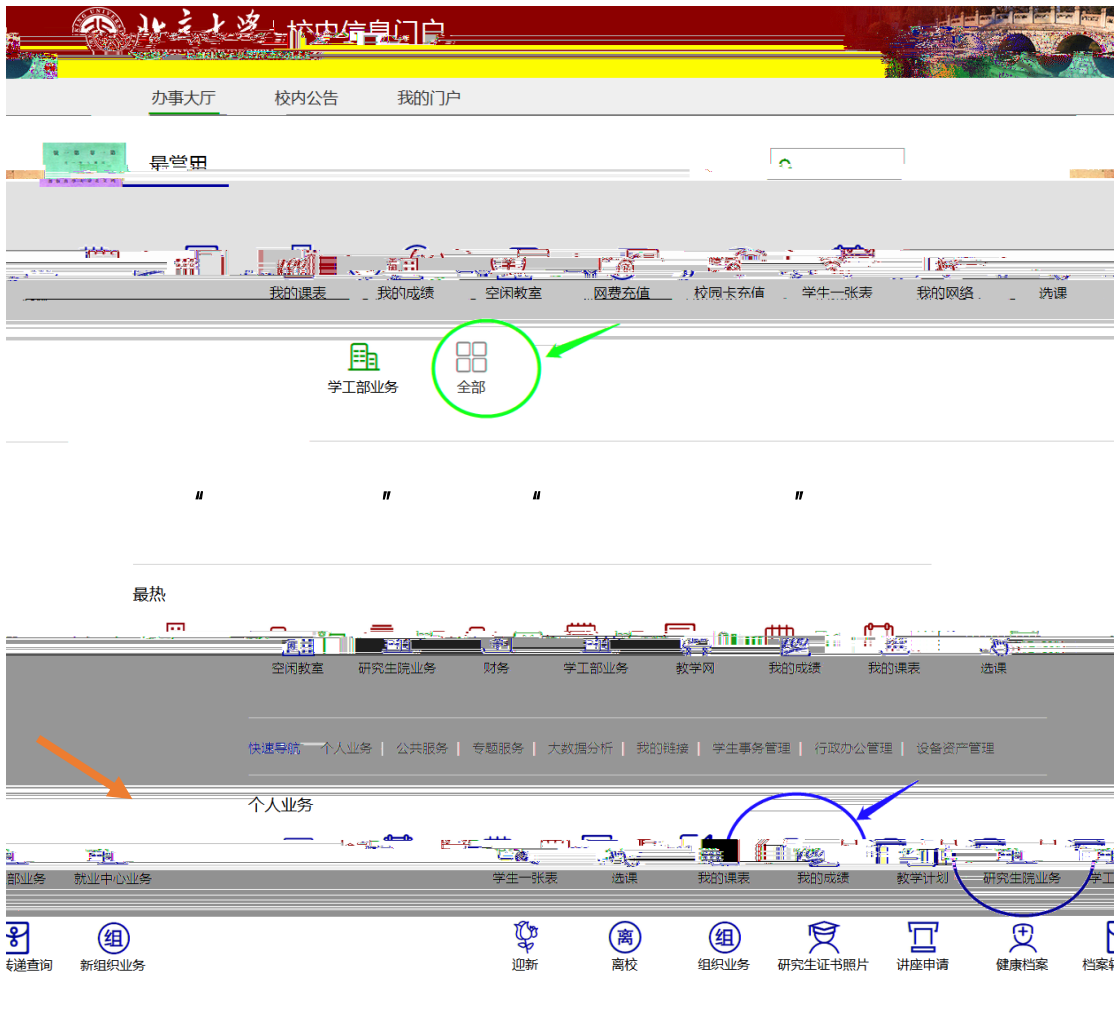 北京大学 校内信息门户
办事大厅 校内公告 我的门户
最常用
我的课表 我的成绩 空闲教室 网费充值 校园卡充值 学生一张表 我的网络 选课
学工部业务 全部
“ ” “ ”
最热
空闲教室 研究生院业务 财务 学工部业务 教学网 我的成绩 我的课表 选课
快速导航 个人业务 | 公共服务 | 专题服务 | 大数据分析 | 我的链接 | 学生事务管理 | 行政办公管理 | 设备资产管理
个人业务
部业务 就业中心业务 学生一张表 选课 我的课表 我的成绩 教学计划 研究生院业务 学工
组 离 组
递查询 新组织业务 迎新 离校 组织业务 研究生证书照片 讲座申请 健康档案 档案